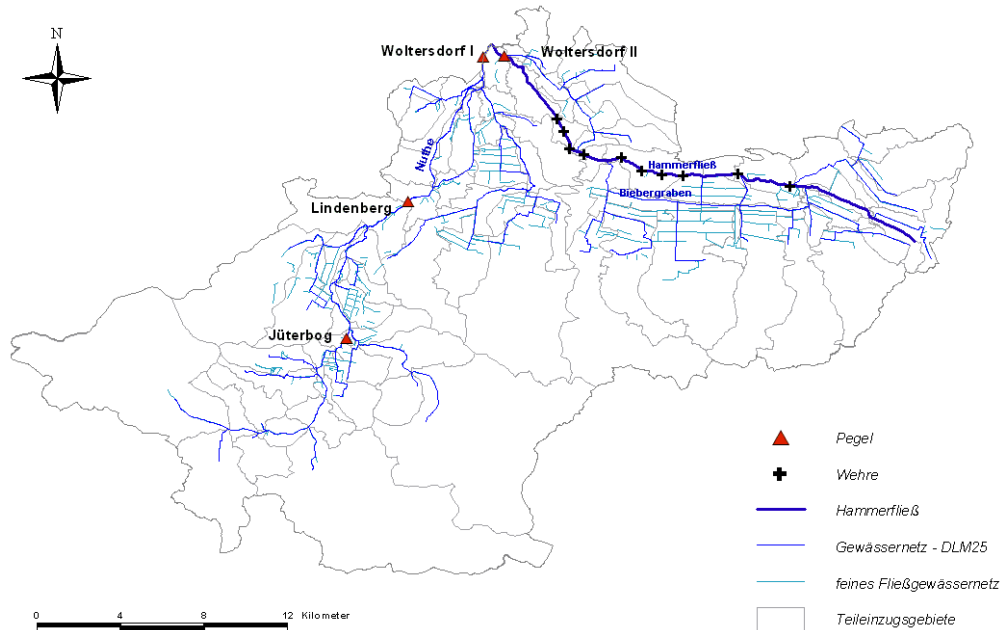 N
Woltersdorf I
Woltersdorf II
Nuthe
Hammerfließ
Biebergraben
Lindenberg
Jüterbog
Pegel
Wehre
Hammerfließ
Gewässernetz - DLM25
feines Fließgewässernetz
Teileinzugsgebiete
0 4 8 12 Kilometer